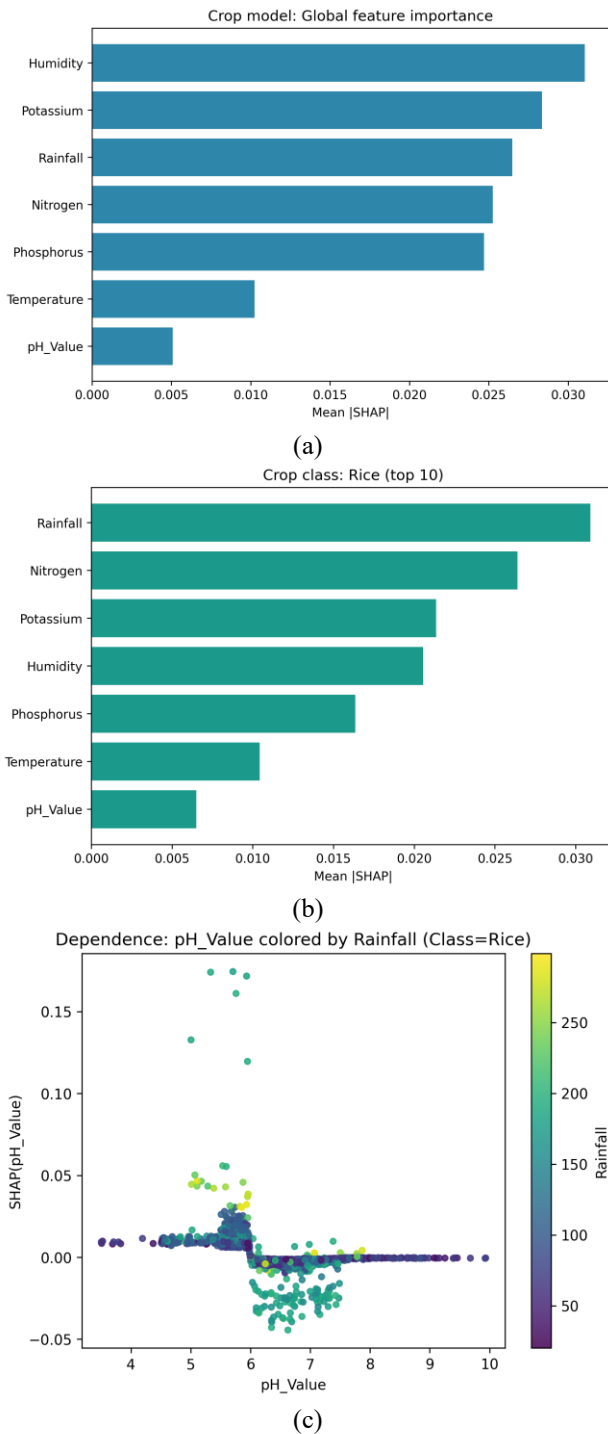 Crop model: Global feature importance
Humidity
Potassium
Rainfall
Nitrogen
Phosphorus
Temperature
pH_Value
0.000 0.005 0.010 0.015 0.020 0.025 0.030
Mean |SHAP|
(a)
Crop class: Rice (top 10)
Rainfall
Nitrogen
Potassium
Humidity
Phosphorus
Temperature
pH_Value
0.000 0.005 0.010 0.015 0.020 0.025 0.030
Mean |SHAP|
(b)
Dependence: pH_Value colored by Rainfall (Class=Rice)
SHAP(pH_Value)
0.15
0.10
0.05
0.00
−0.05
4 5 6 7 8 9 10
pH_Value
250
200
150
100
50
Rainfall
(c)